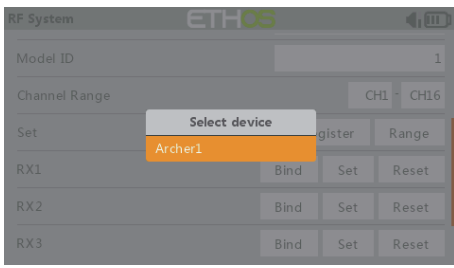 RF System ETHOS
Model ID 1
Channel Range CH1 - CH16
Select device
Set gister Range
Archer1
RX1 Bind Set Reset
RX2 Bind Set Reset
RX3 Bind Set Reset